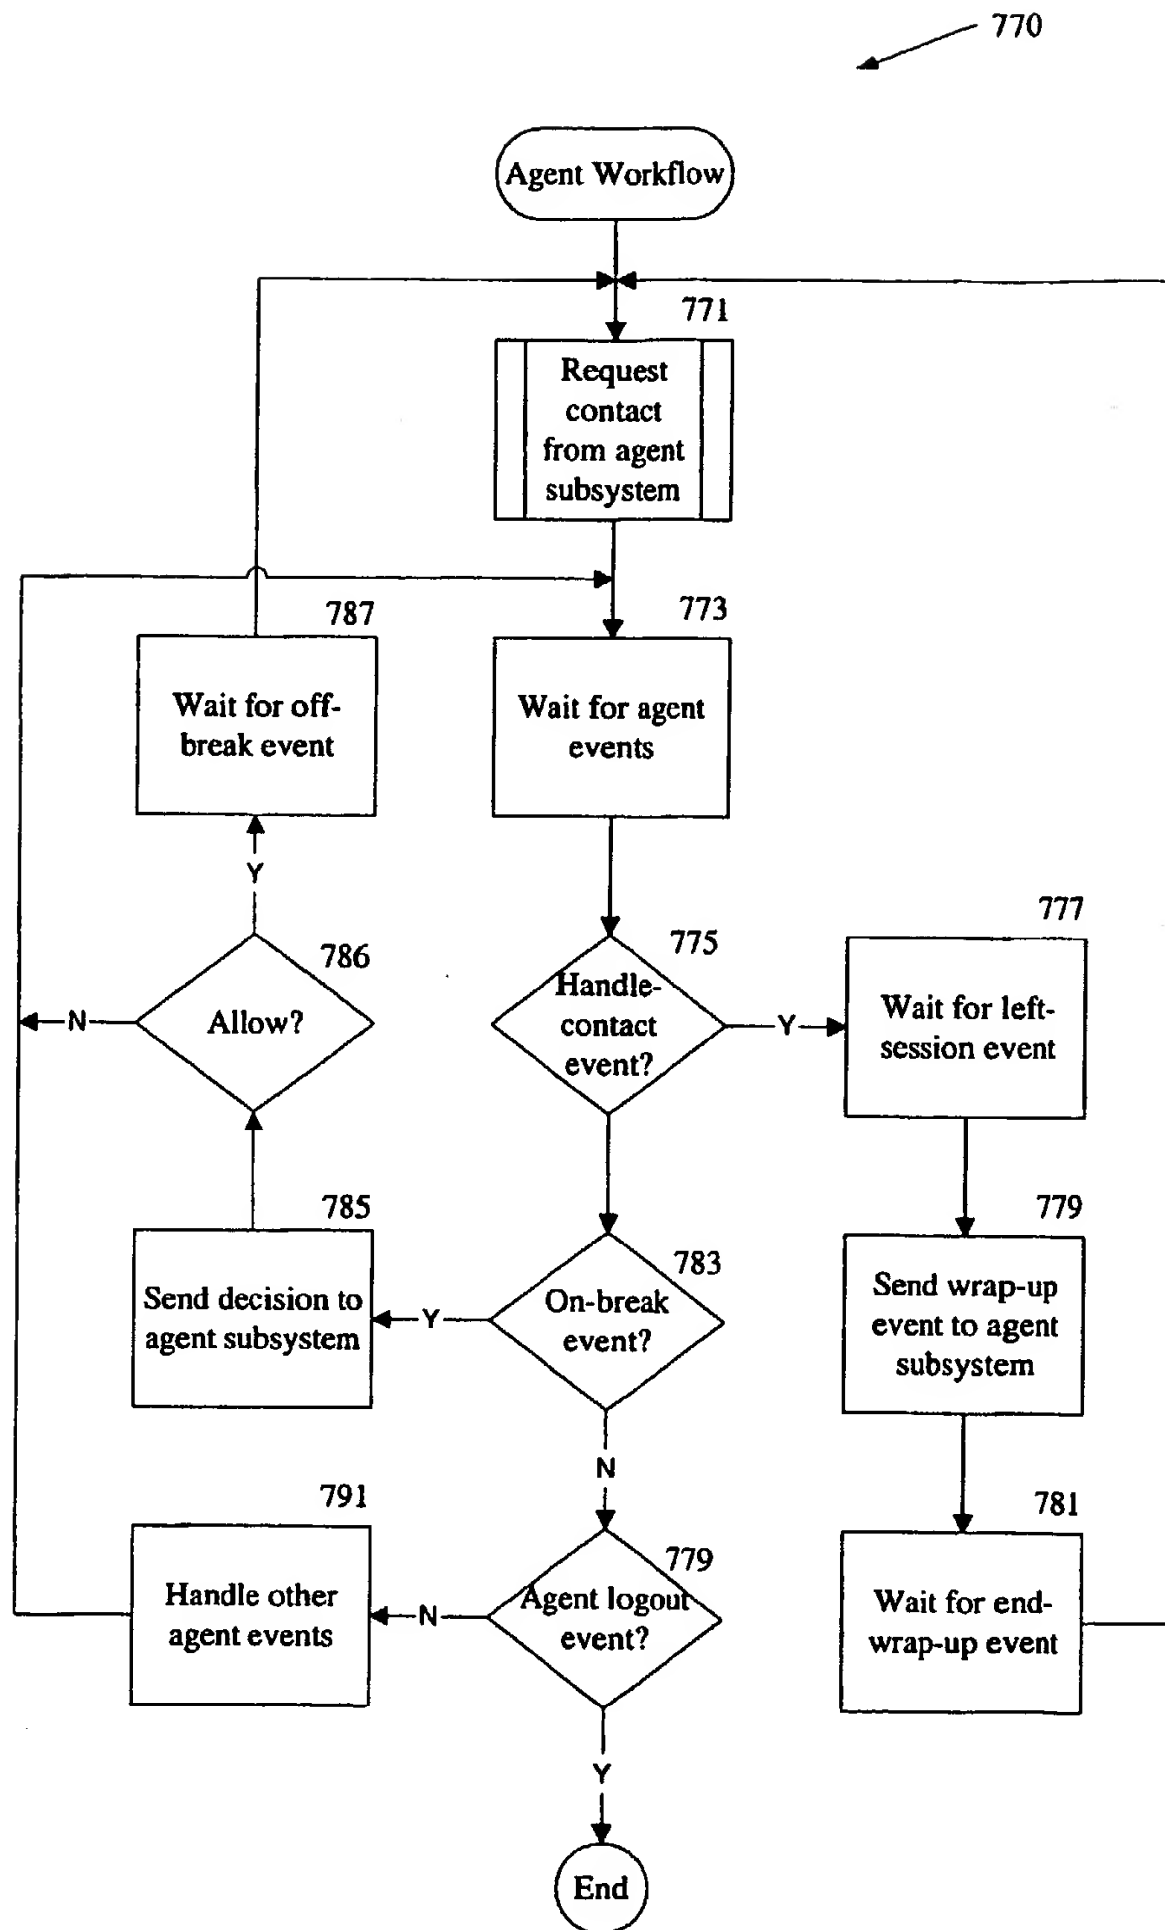 770
Agent Workflow
771
Request
contact
from agent
subsystem
787
773
Wait for off-
break event
Wait for agent
events
Y
786
Allow?
N
775
Handle-
contact
event?
Y
777
Wait for left-
session event
785
Send decision to
agent subsystem
Y
783
On-break
event?
779
Send wrap-up
event to agent
subsystem
N
791
Handle other
agent events
N
779
Agent logout
event?
781
Wait for end-
wrap-up event
Y
End